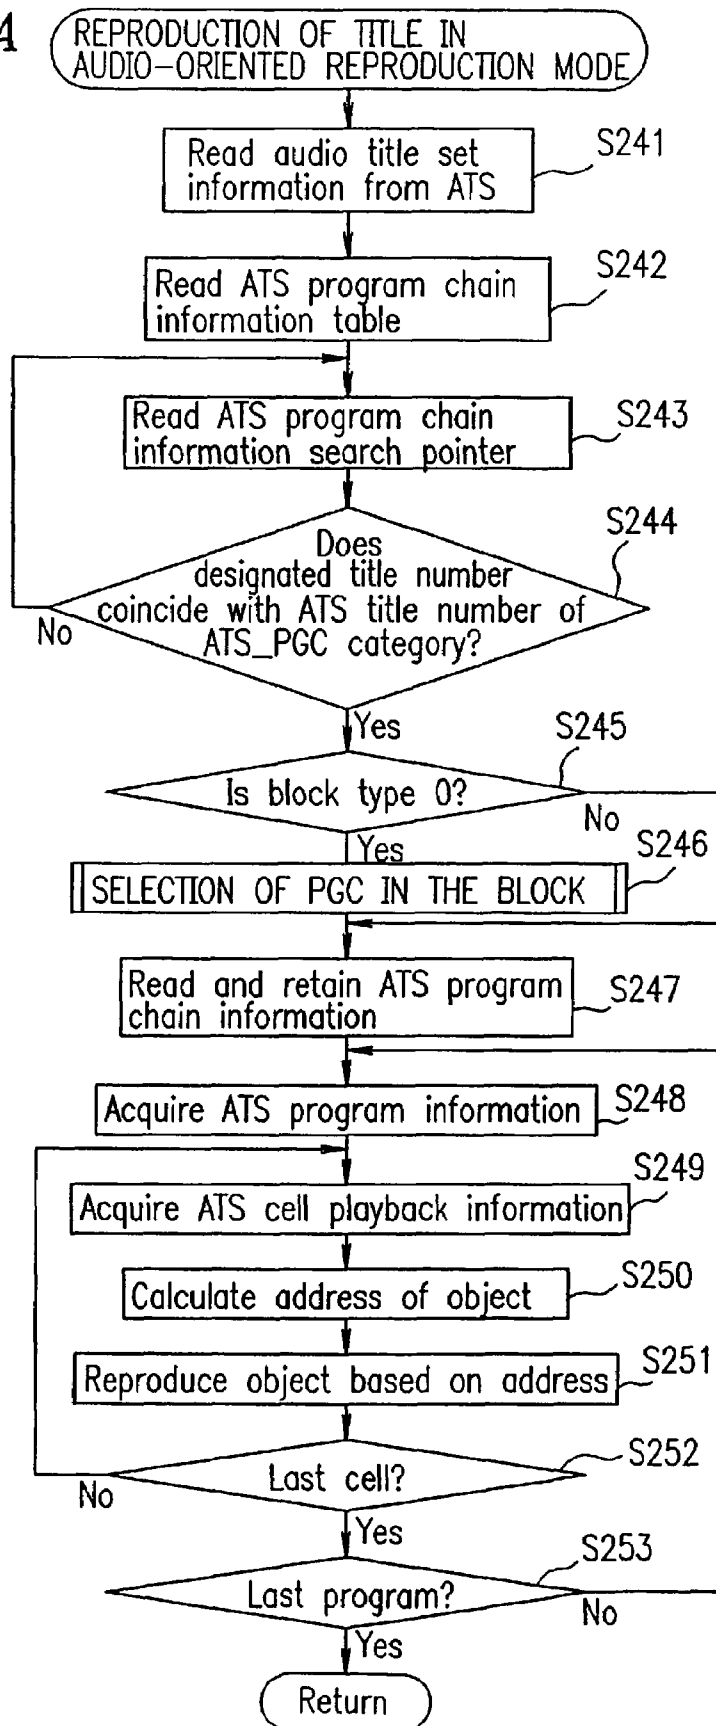 4
REPRODUCTION OF TITLE IN
AUDIO-ORIENTED REPRODUCTION MODE
Read audio title set
information from ATS
S241
Read ATS program chain
information table
S242
Read ATS program chain
information search pointer
S243
Does
designated title number
coincide with ATS title number of
ATS_PGC category?
S244
No
Yes
Is block type 0?
S245
No
Yes
SELECTION OF PGC IN THE BLOCK
S246
Read and retain ATS program
chain information
S247
Acquire ATS program information
S248
Acquire ATS cell playback information
S249
Calculate address of object
S250
Reproduce object based on address
S251
Last cell?
S252
No
Yes
Last program?
S253
No
Yes
Return